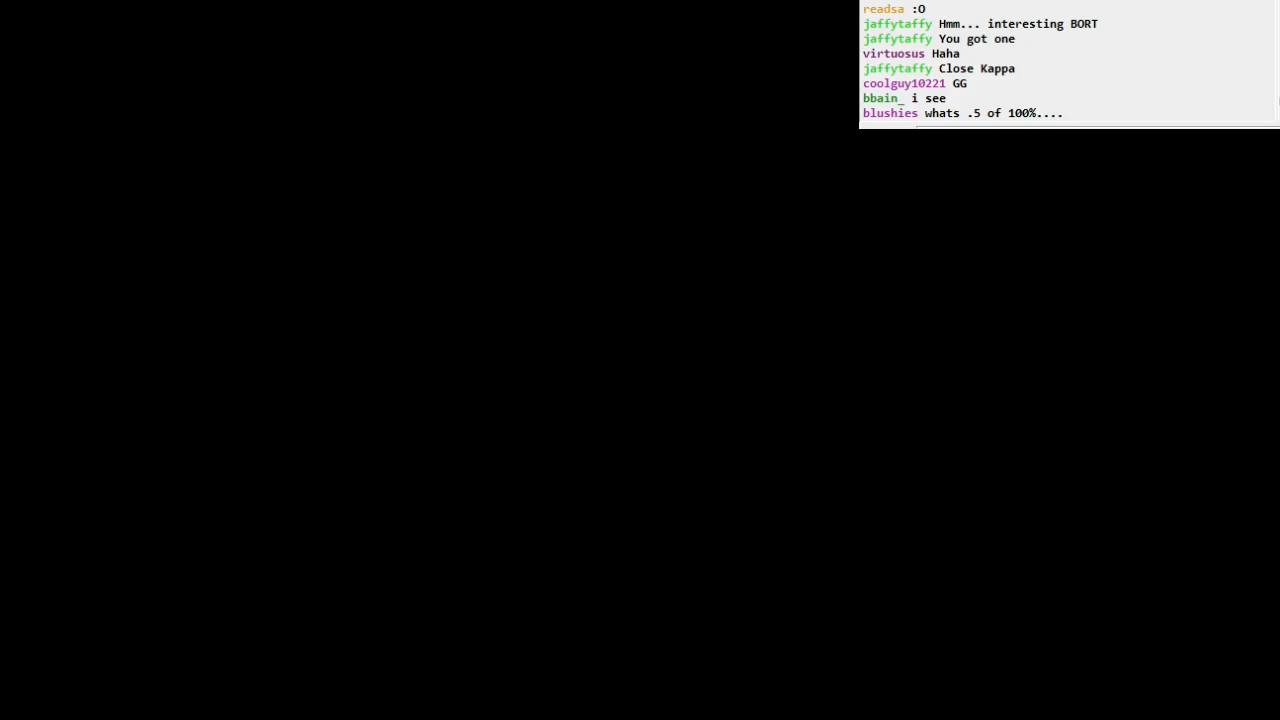 readsa :O
jaffytaffy Hmm... interesting BORT
jaffytaffy You got one
virtuosus Haha
jaffytaffy Close Kappa
coolguy10221 GG
bbain_ i see
blushies whats .5 of 100%....